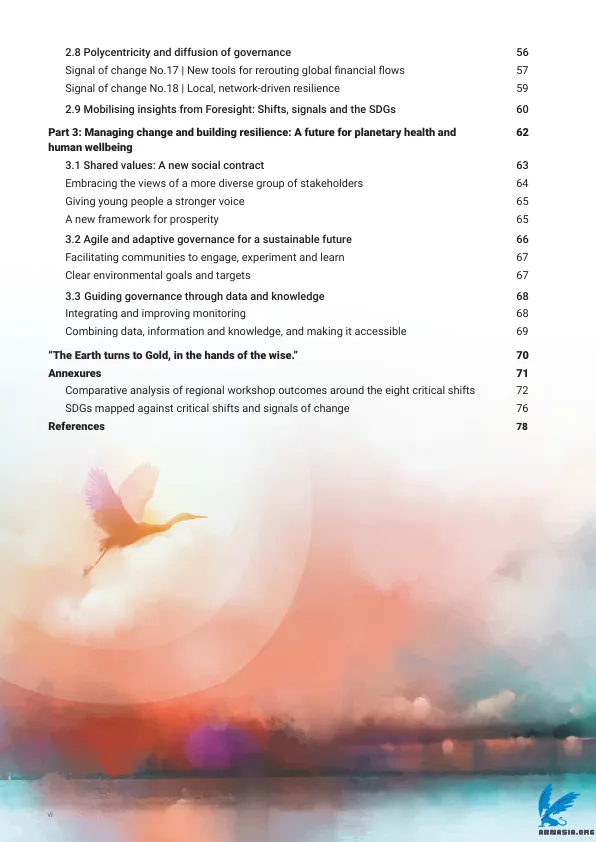 2.8 Polycentricity and diffusion of governance 56
Signal of change No.17 | New tools for rerouting global financial flows 57
Signal of change No.18 | Local, network-driven resilience 59
2.9 Mobilising insights from Foresight: Shifts, signals and the SDGs 60
Part 3: Managing change and building resilience: A future for planetary health and 62
human wellbeing
3.1 Shared values: A new social contract 63
Embracing the views of a more diverse group of stakeholders 64
Giving young people a stronger voice 65
A new framework for prosperity 65
3.2 Agile and adaptive governance for a sustainable future 66
Facilitating communities to engage, experiment and learn 67
Clear environmental goals and targets 67
3.3 Guiding governance through data and knowledge 68
Integrating and improving monitoring 68
Combining data, information and knowledge, and making it accessible 69
“The Earth turns to Gold, in the hands of the wise.” 70
Annexures 71
Comparative analysis of regional workshop outcomes around the eight critical shifts 72
SDGs mapped against critical shifts and signals of change 76
References 78
vi
ABNASIA.ORG